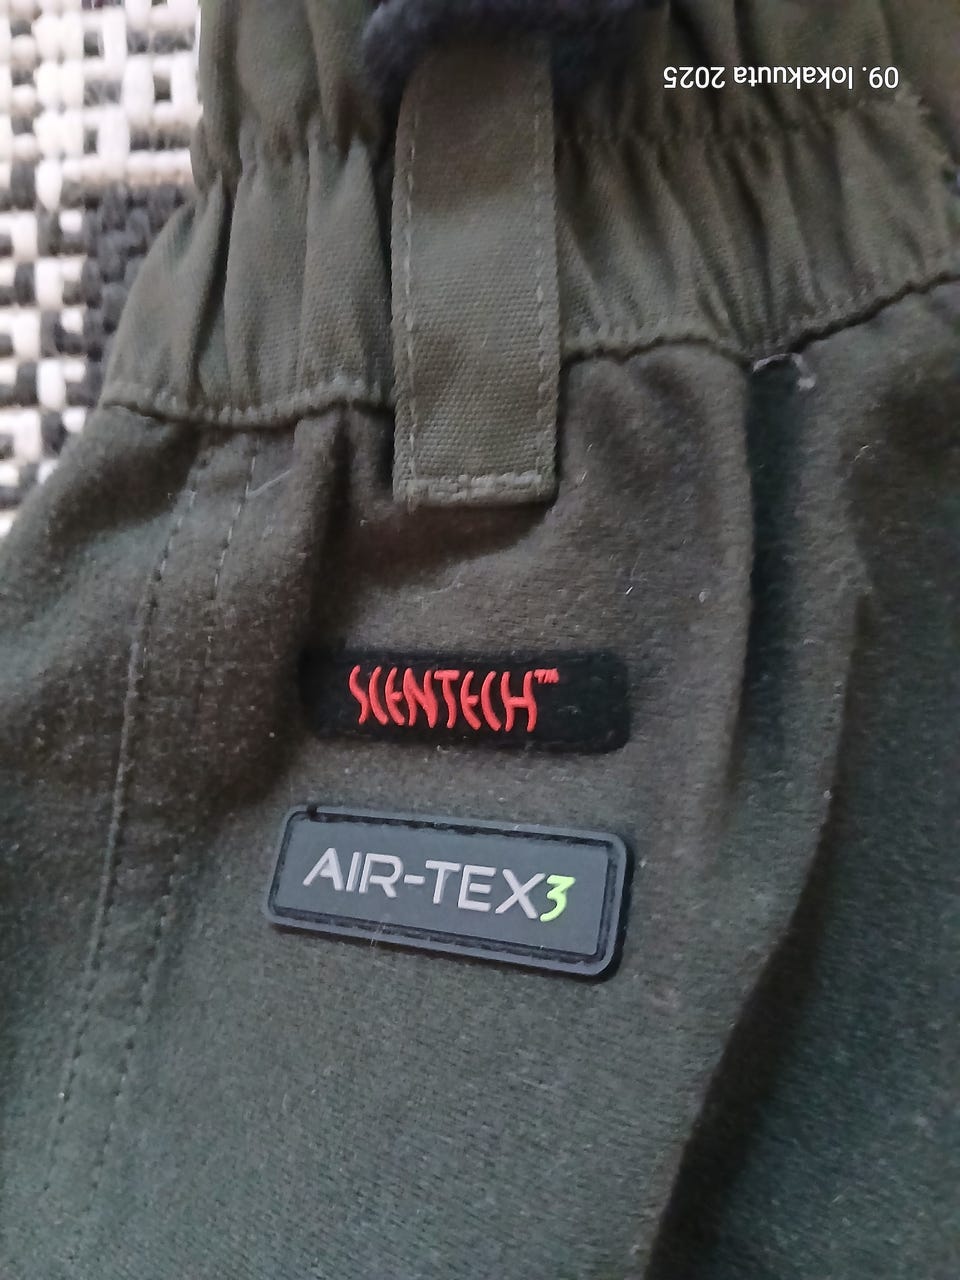 09. lokakuuta 2025
SCENTECH™
AIR-TEX3